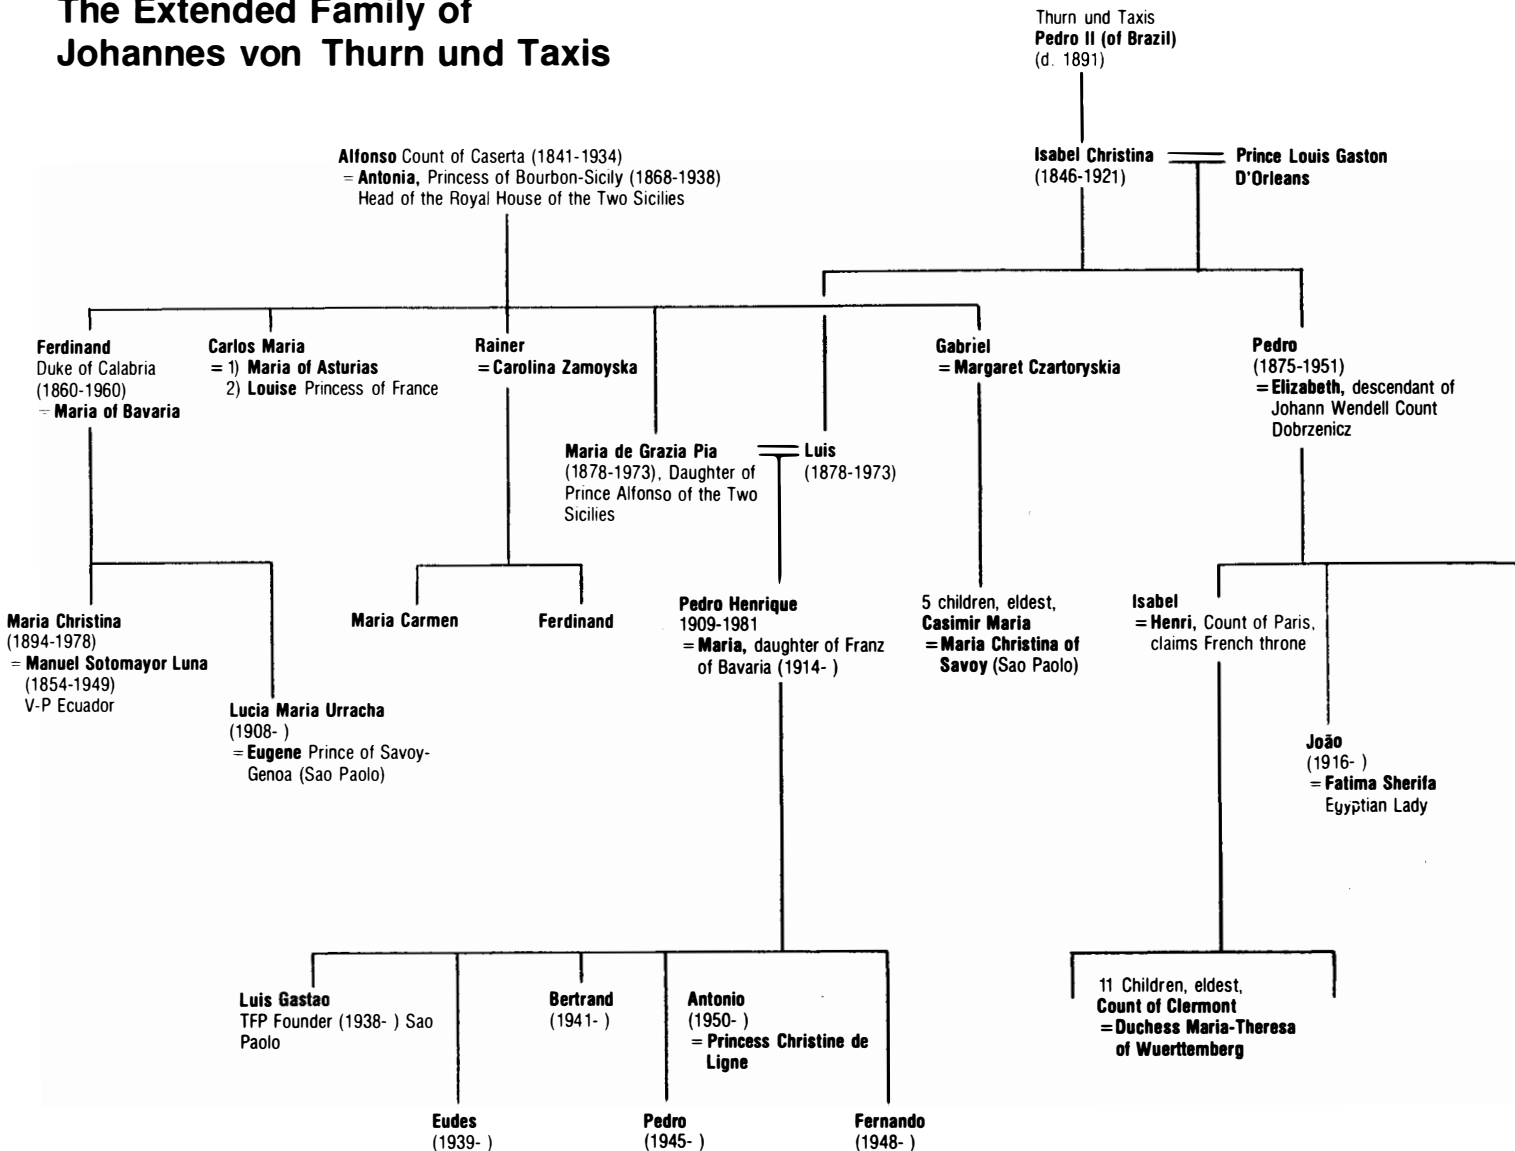 The Extended Family of
Johannes von Thurn und Taxis
Thurn und Taxis
Pedro II (of Brazil)
(d. 1891)
Alfonso Count of Caserta (1841-1934)
= Antonia, Princess of Bourbon-Sicily (1868-1938)
Head of the Royal House of the Two Sicilies
Isabel Christina
(1846-1921)
Prince Louis Gaston
D'Orleans
Ferdinand
Duke of Calabria
(1860-1960)
= Maria of Bavaria
Carlos Maria
= 1) Maria of Asturias
2) Louise Princess of France
Rainer
= Carolina Zamoyska
Gabriel
= Margaret Czartoryskia
Pedro
(1875-1951)
= Elizabeth, descendant of
Johann Wendell Count
Dobrzenicz
Maria de Grazia Pia
(1878-1973), Daughter of
Prince Alfonso of the Two
Sicilies
Luis
(1878-1973)
Maria Christina
(1894-1978)
= Manuel Sotomayor Luna
(1854-1949)
V-P Ecuador
Lucia Maria Urracha
(1908- )
= Eugene Prince of Savoy-
Genoa (Sao Paolo)
Maria Carmen
Ferdinand
Pedro Henrique
1909-1981
= Maria, daughter of Franz
of Bavaria (1914- )
5 children, eldest,
Casimir Maria
= Maria Christina of
Savoy (Sao Paolo)
Isabel
= Henri, Count of Paris,
claims French throne
João
(1916- )
= Fatima Sherifa
Egyptian Lady
Luis Gastao
TFP Founder (1938- ) Sao
Paolo
Bertrand
(1941- )
Antonio
(1950- )
= Princess Christine de
Ligne
11 Children, eldest,
Count of Clermont
= Duchess Maria-Theresa
of Wuerttemberg
Eudes
(1939- )
Pedro
(1945- )
Fernando
(1948- )